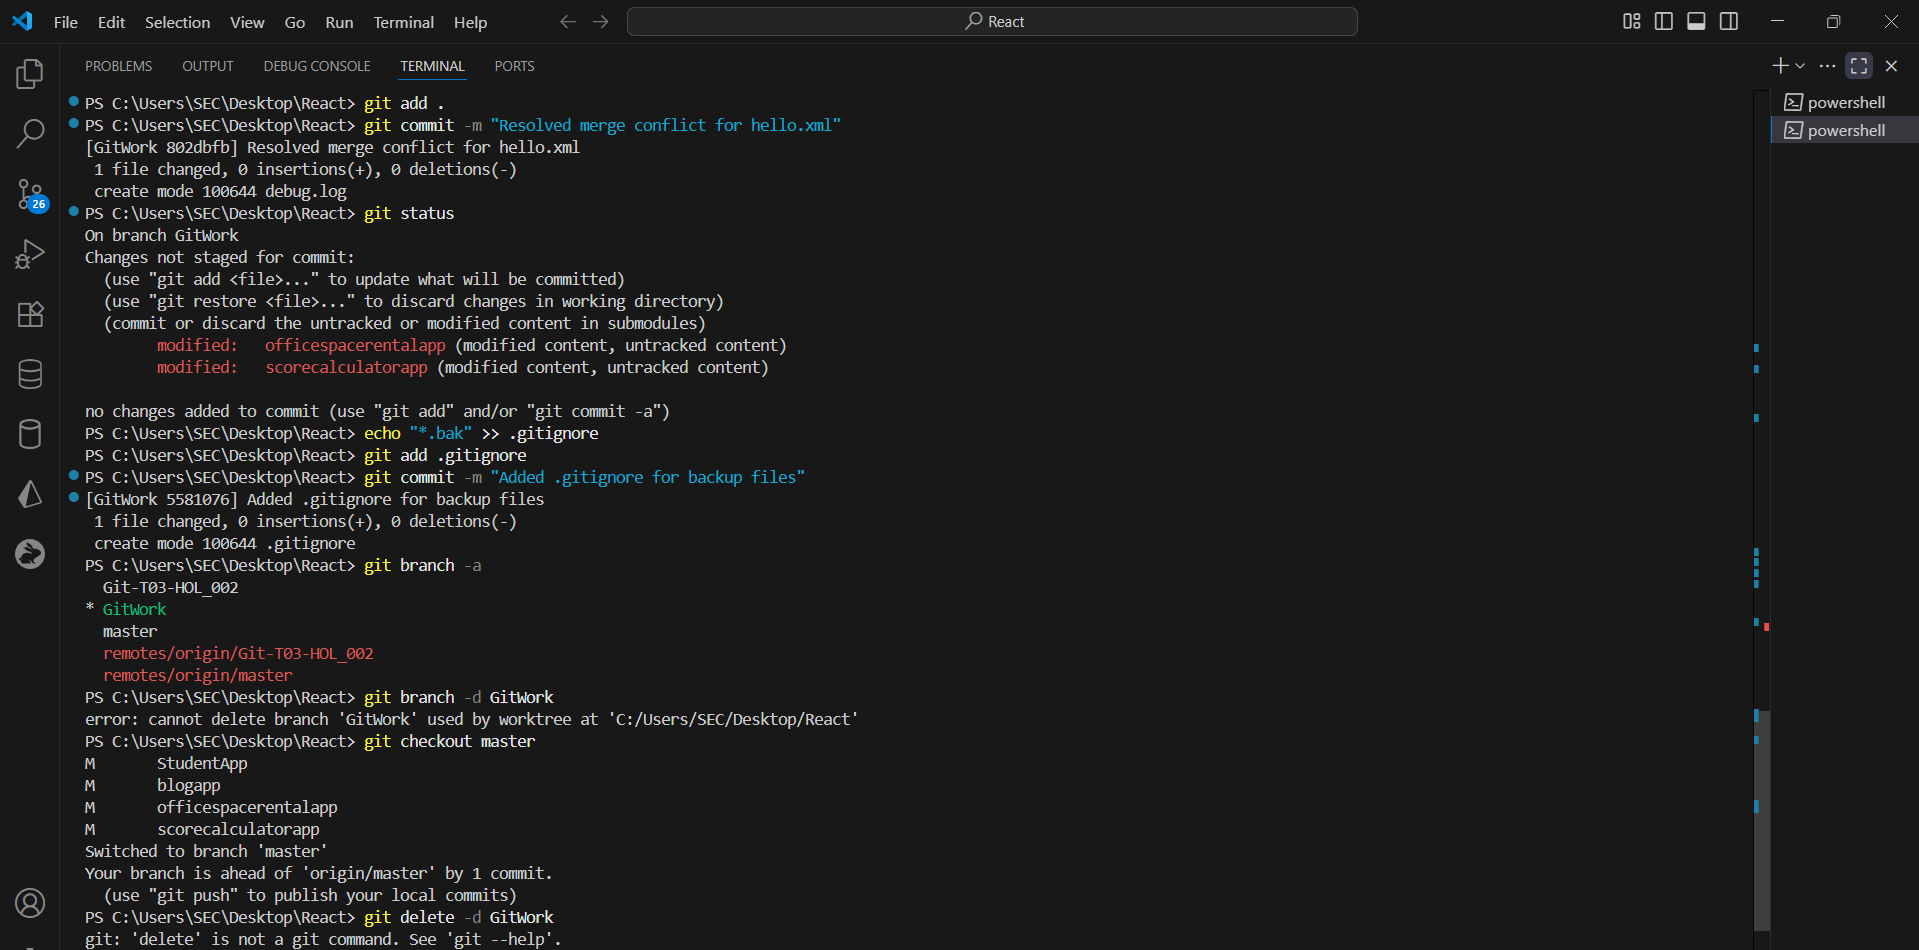 File Edit Selection View Go Run Terminal Help React
PROBLEMS OUTPUT DEBUG CONSOLE TERMINAL PORTS
powershell
powershell
26
PS C:\Users\SEC\Desktop\React> git add .
PS C:\Users\SEC\Desktop\React> git commit -m "Resolved merge conflict for hello.xml"
[GitWork 802dbfb] Resolved merge conflict for hello.xml
 1 file changed, 0 insertions(+), 0 deletions(-)
 create mode 100644 debug.log
PS C:\Users\SEC\Desktop\React> git status
On branch GitWork
Changes not staged for commit:
  (use "git add <file>..." to update what will be committed)
  (use "git restore <file>..." to discard changes in working directory)
  (commit or discard the untracked or modified content in submodules)
        modified:   officespacerentalapp (modified content, untracked content)
        modified:   scorecalculatorapp (modified content, untracked content)

no changes added to commit (use "git add" and/or "git commit -a")
PS C:\Users\SEC\Desktop\React> echo "*.bak" >> .gitignore
PS C:\Users\SEC\Desktop\React> git add .gitignore
PS C:\Users\SEC\Desktop\React> git commit -m "Added .gitignore for backup files"
[GitWork 5581076] Added .gitignore for backup files
 1 file changed, 0 insertions(+), 0 deletions(-)
 create mode 100644 .gitignore
PS C:\Users\SEC\Desktop\React> git branch -a
  Git-T03-HOL_002
* GitWork
  master
  remotes/origin/Git-T03-HOL_002
  remotes/origin/master
PS C:\Users\SEC\Desktop\React> git branch -d GitWork
error: cannot delete branch 'GitWork' used by worktree at 'C:/Users/SEC/Desktop/React'
PS C:\Users\SEC\Desktop\React> git checkout master
M       StudentApp
M       blogapp
M       officespacerentalapp
M       scorecalculatorapp
Switched to branch 'master'
Your branch is ahead of 'origin/master' by 1 commit.
  (use "git push" to publish your local commits)
PS C:\Users\SEC\Desktop\React> git delete -d GitWork
git: 'delete' is not a git command. See 'git --help'.